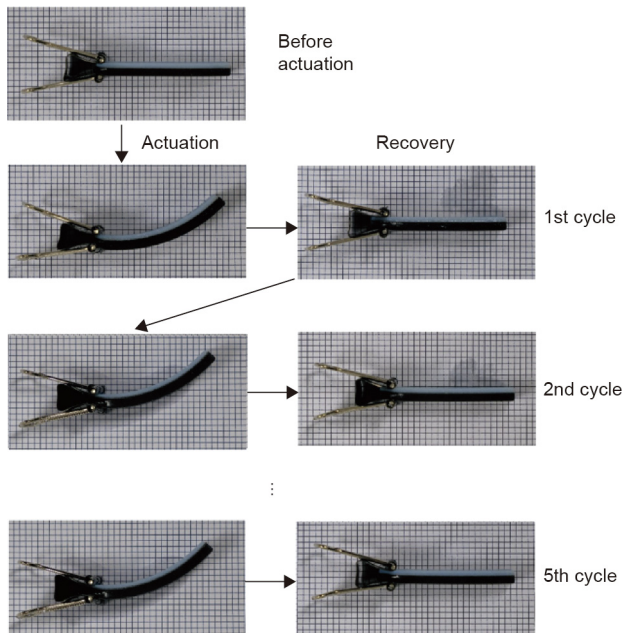 Before
actuation
Actuation
Recovery
1st cycle
2nd cycle
⋮
5th cycle